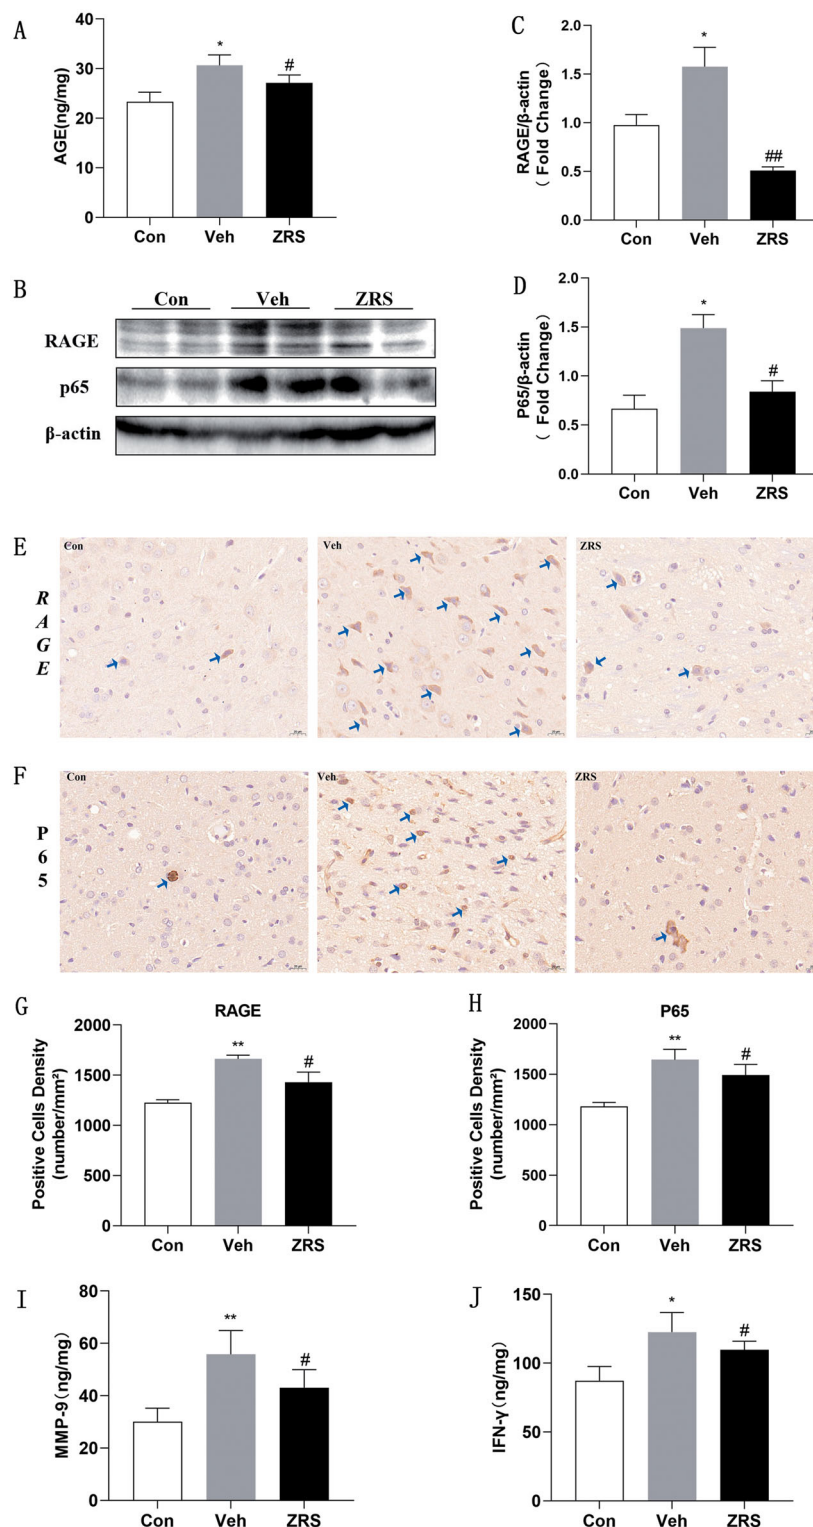 A
AGE(ng/mg)
40
30
20
10
0
*
#
Con Veh ZRS
C
RAGE/β-actin
( Fold Change)
2.0
1.5
1.0
0.5
0.0
*
##
Con Veh ZRS
B
Con Veh ZRS
RAGE
p65
β-actin
D
P65/β-actin
( Fold Change)
2.0
1.5
1.0
0.5
0.0
*
#
Con Veh ZRS
E
R
A
G
E
Con Veh ZRS
F
P
6
5
Con Veh ZRS
G
RAGE
Positive Cells Density
(number/mm²)
2000
1500
1000
500
0
**
#
Con Veh ZRS
H
P65
Positive Cells Density
(number/mm²)
2000
1500
1000
500
0
**
#
Con Veh ZRS
I
MMP-9(ng/mg)
80
60
40
20
0
**
#
Con Veh ZRS
J
IFN-γ(ng/mg)
150
100
50
0
*
#
Con Veh ZRS